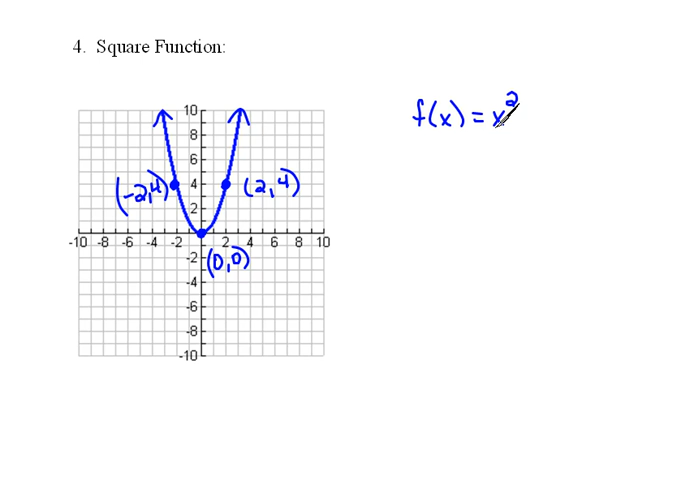 4. Square Function:
f(x) = x²
10
8
6
(-2,4) 4 (2,4)
2
-10 -8 -6 -4 -2 2 4 6 8 10
-2 (0,0)
-4
-6
-8
-10